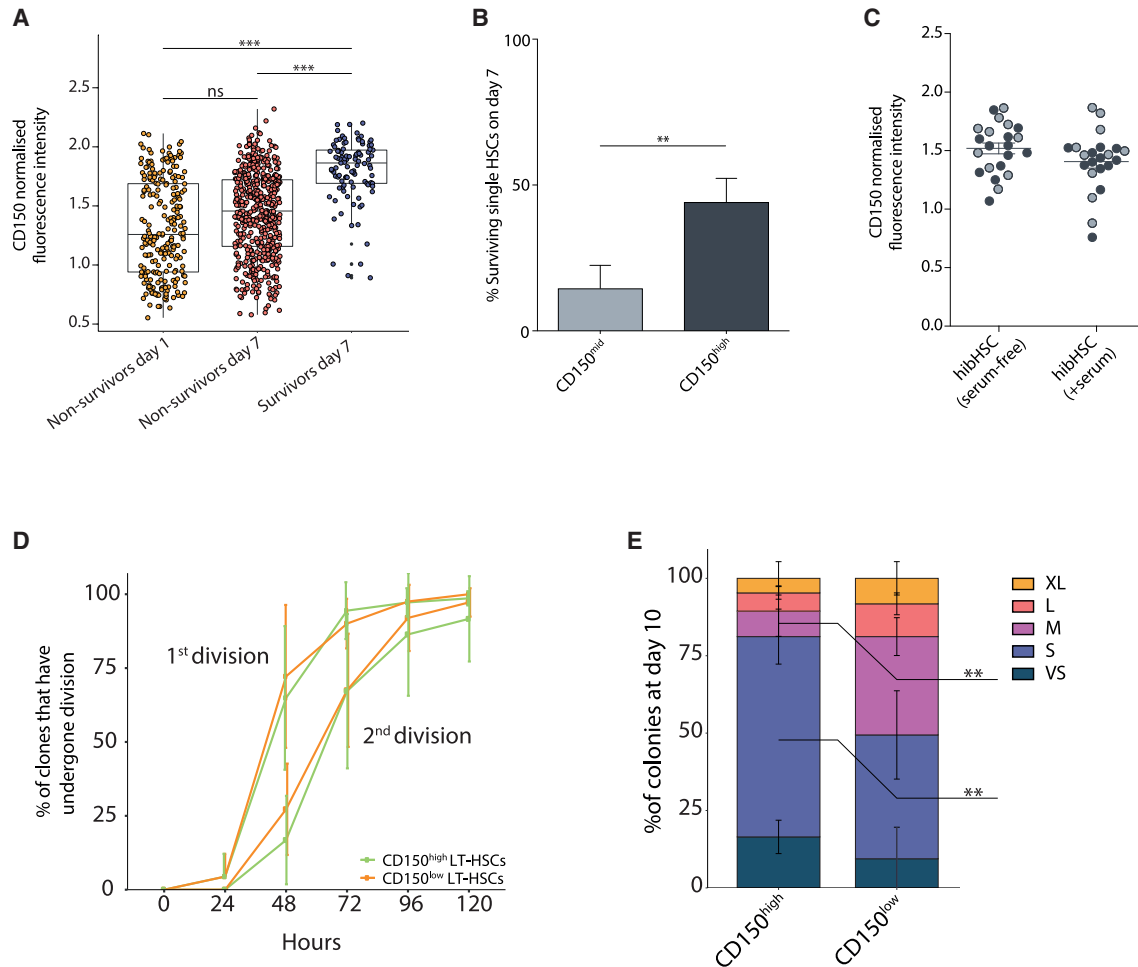 A
CD150 normalised
fluorescence intensity
2.5
2.0
1.5
1.0
0.5
***
***
ns
Non-survivors day 1
Non-survivors day 7
Survivors day 7
B
% Surviving single HSCs on day 7
100
50
0
**
CD150mid
CD150high
C
CD150 normalised
fluorescence intensity
2.5
2.0
1.5
1.0
0.5
0.0
hibHSC
(serum-free)
hibHSC
(+serum)
D
% of clones that have
undergone division
100
75
50
25
0
1st division
2nd division
CD150high LT-HSCs
CD150low LT-HSCs
0 24 48 72 96 120
Hours
E
%of colonies at day 10
100
75
50
25
0
**
**
CD150high
CD150low
XL
L
M
S
VS